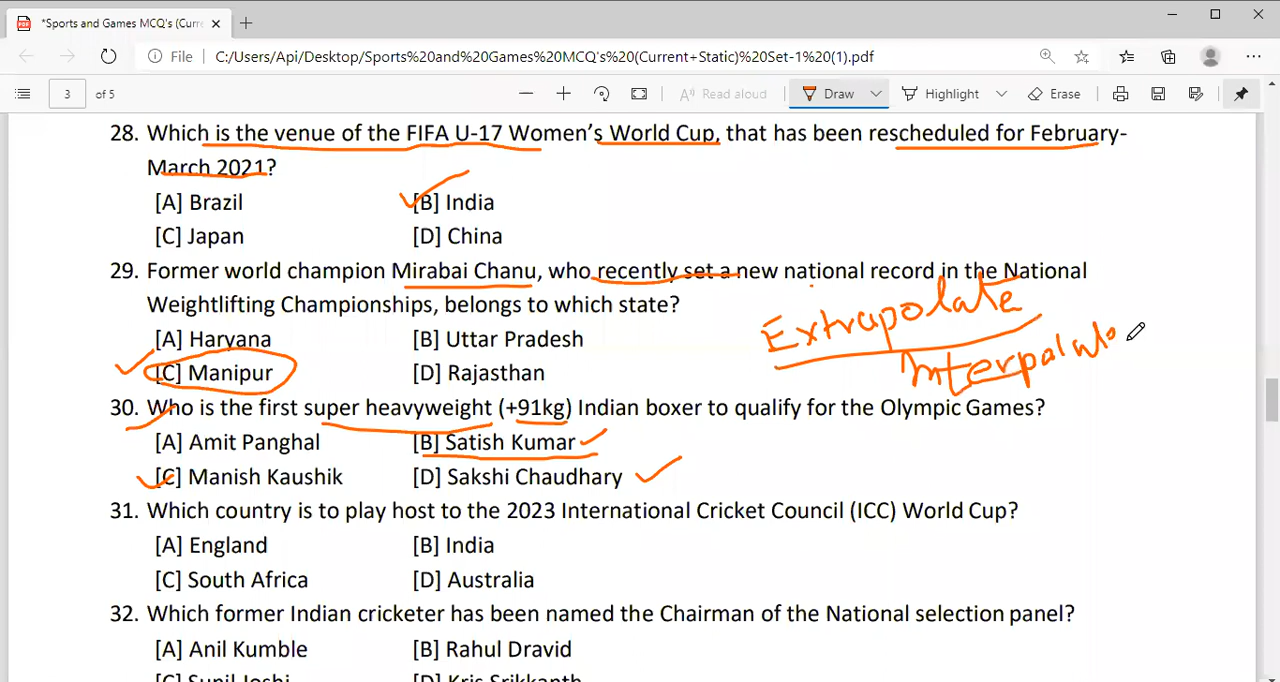 *Sports and Games MCQ's (Curre
File C:/Users/Api/Desktop/Sports%20and%20Games%20MCQ's%20(Current+Static)%20Set-1%20(1).pdf
3 of 5 Read aloud Draw Highlight Erase
28. Which is the venue of the FIFA U-17 Women's World Cup, that has been rescheduled for February-
March 2021?
[A] Brazil [B] India
[C] Japan [D] China
29. Former world champion Mirabai Chanu, who recently set a new national record in the National
Weightlifting Championships, belongs to which state?
Extrapolate
[A] Haryana [B] Uttar Pradesh
[C] Manipur [D] Rajasthan
30. Who is the first super heavyweight (+91kg) Indian boxer to qualify for the Olympic Games?
[A] Amit Panghal [B] Satish Kumar
[C] Manish Kaushik [D] Sakshi Chaudhary
31. Which country is to play host to the 2023 International Cricket Council (ICC) World Cup?
[A] England [B] India
[C] South Africa [D] Australia
32. Which former Indian cricketer has been named the Chairman of the National selection panel?
[A] Anil Kumble [B] Rahul Dravid
[C] Sunil Joshi [D] Kris Srikkanth